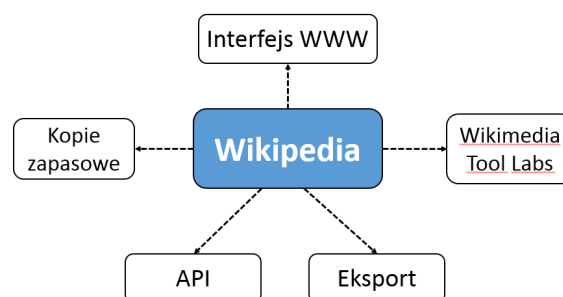 Interfejs WWW
Kopie
zapasowe
Wikipedia
Wikimedia
Tool Labs
API
Eksport